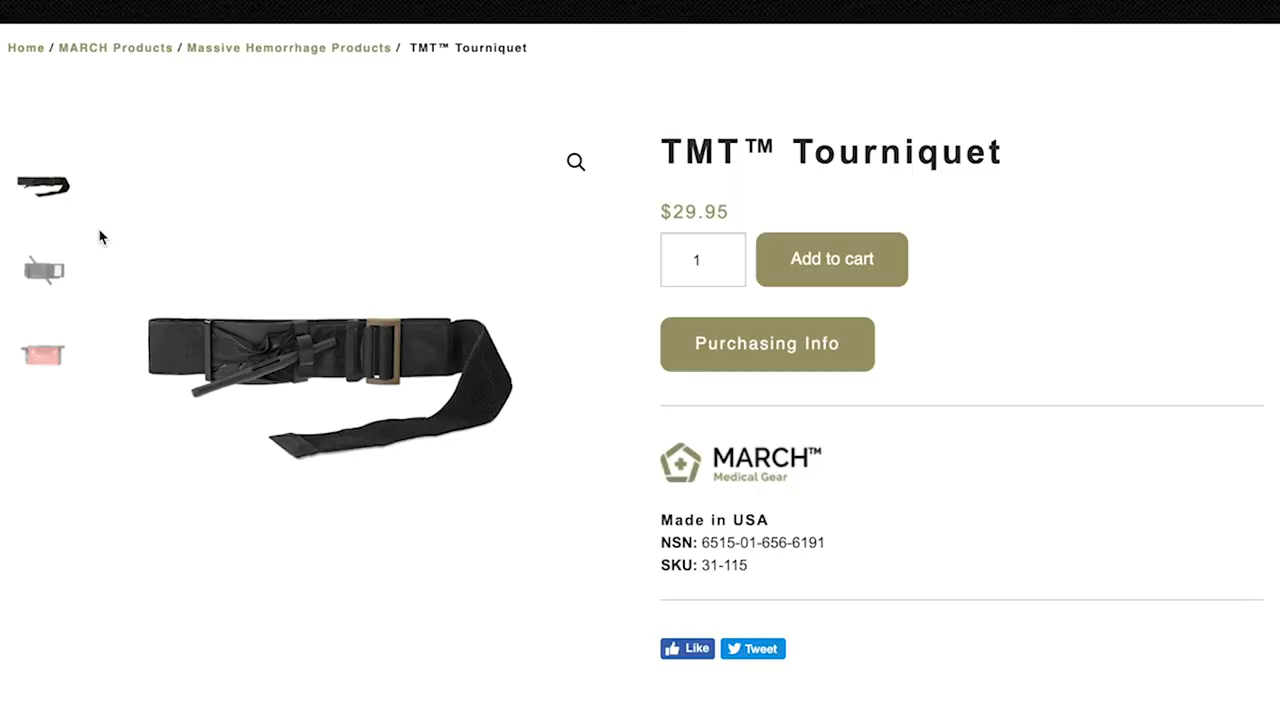 Home / MARCH Products / Massive Hemorrhage Products / TMT™ Tourniquet
TMT™ Tourniquet
$29.95
1
Add to cart
Purchasing Info
MARCH™
Medical Gear
Made in USA
NSN: 6515-01-656-6191
SKU: 31-115
Like
Tweet